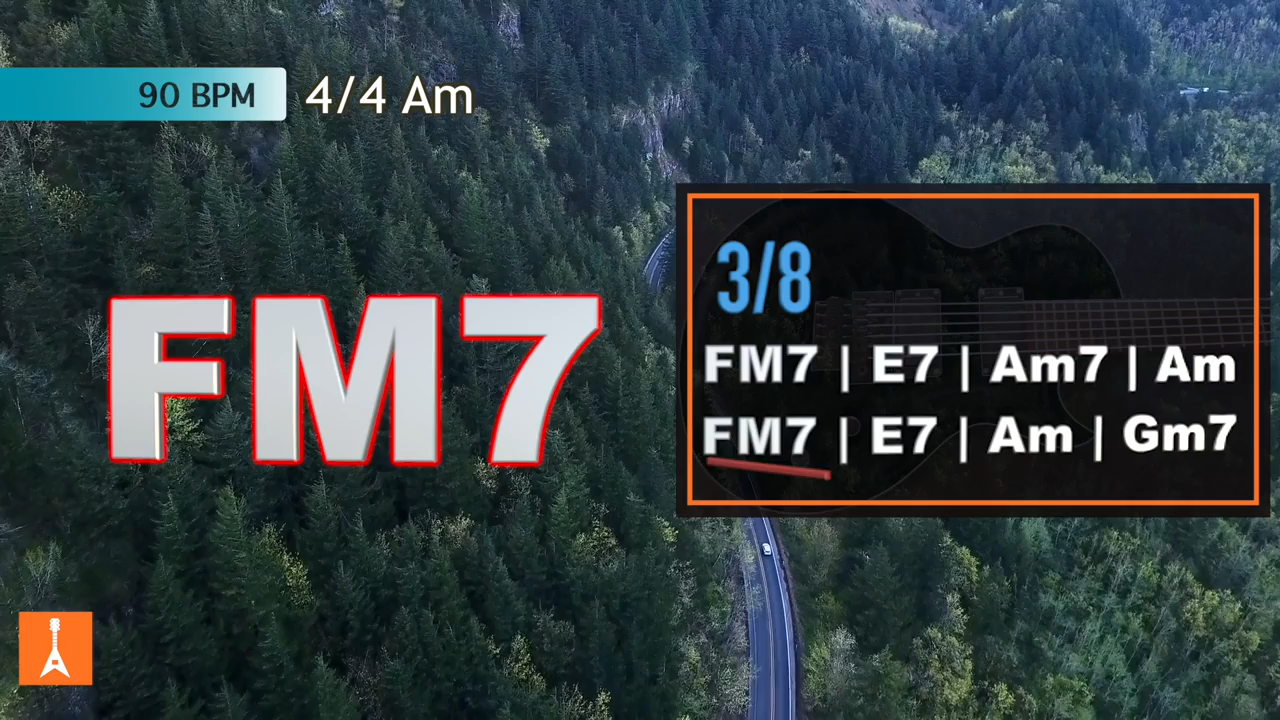 90 BPM 4/4 Am
FM7
3/8
FM7 | E7 | Am7 | Am
FM7 | E7 | Am | Gm7